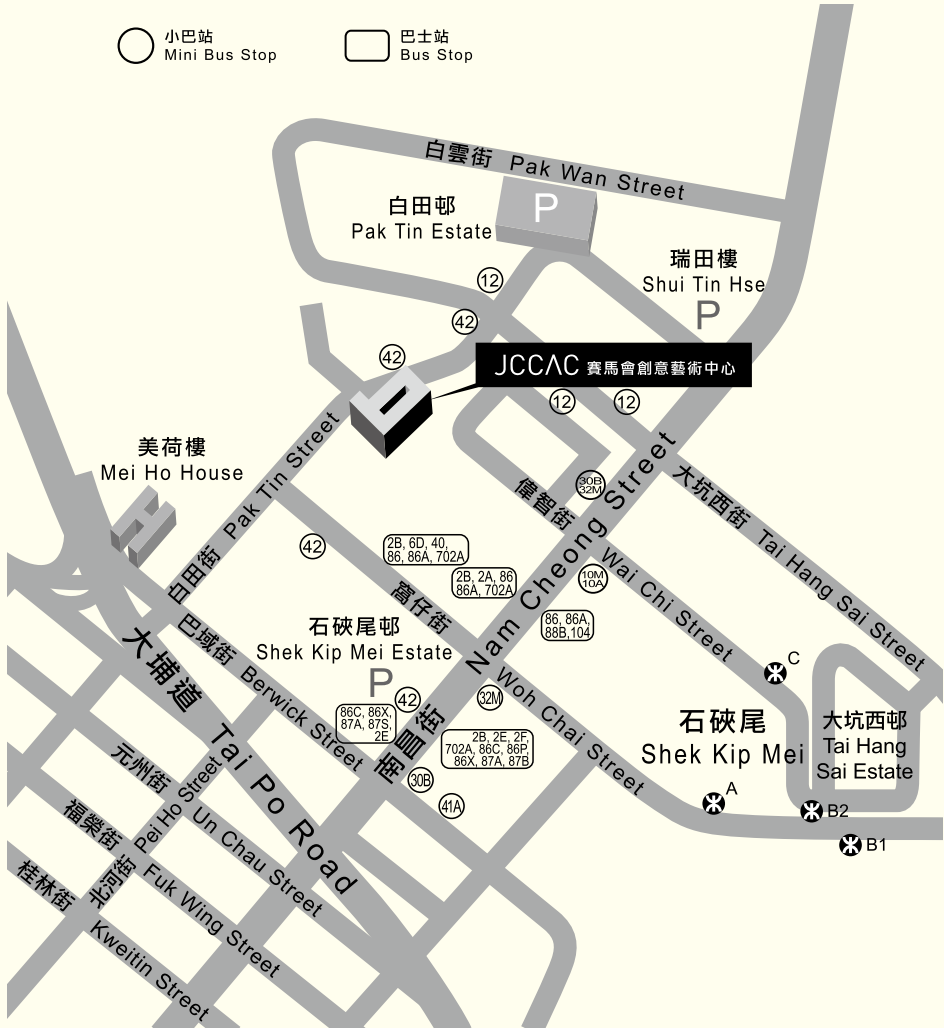 小巴站
Mini Bus Stop
巴士站
Bus Stop
白雲街 Pak Wan Street
P
白田邨
Pak Tin Estate
瑞田樓
Shui Tin Hse
P
12
42
42
JCCAC 賽馬會創意藝術中心
12
12
美荷樓
Mei Ho House
白田街 Pak Tin Street
偉智街
Wai Chi Street
30B
32M
南昌街
Nam Cheong Street
大坑西街 Tai Hang Sai Street
42
2B, 6D, 40,
86, 86A, 702A
2B, 2A, 86
86A, 702A
10M
10A
86, 86A,
88B,104
窩仔街
Woh Chai Street
石硤尾邨
Shek Kip Mei Estate
P
42
32M
86C, 86X,
87A, 87S,
2E
2B, 2E, 2F,
702A, 86C, 86P,
86X, 87A, 87B
30B
41A
巴域街 Berwick Street
大埔道 Tai Po Road
石硤尾
Shek Kip Mei
C
A
B2
B1
大坑西邨
Tai Hang
Sai Estate
元州街
Un Chau Street
北河街
Pei Ho Street
福榮街
Fuk Wing Street
桂林街
Kweitin Street